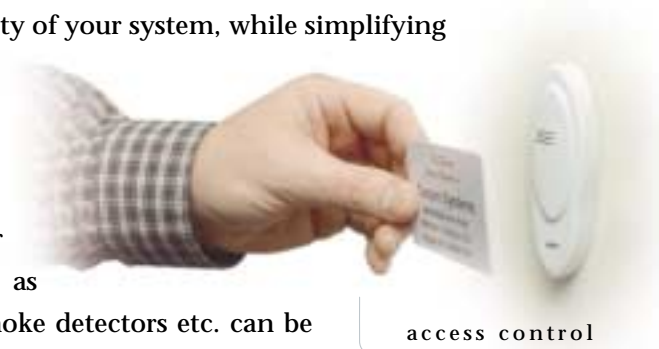 ty of your system, while simplifying
as
oke detectors etc. can be
access control